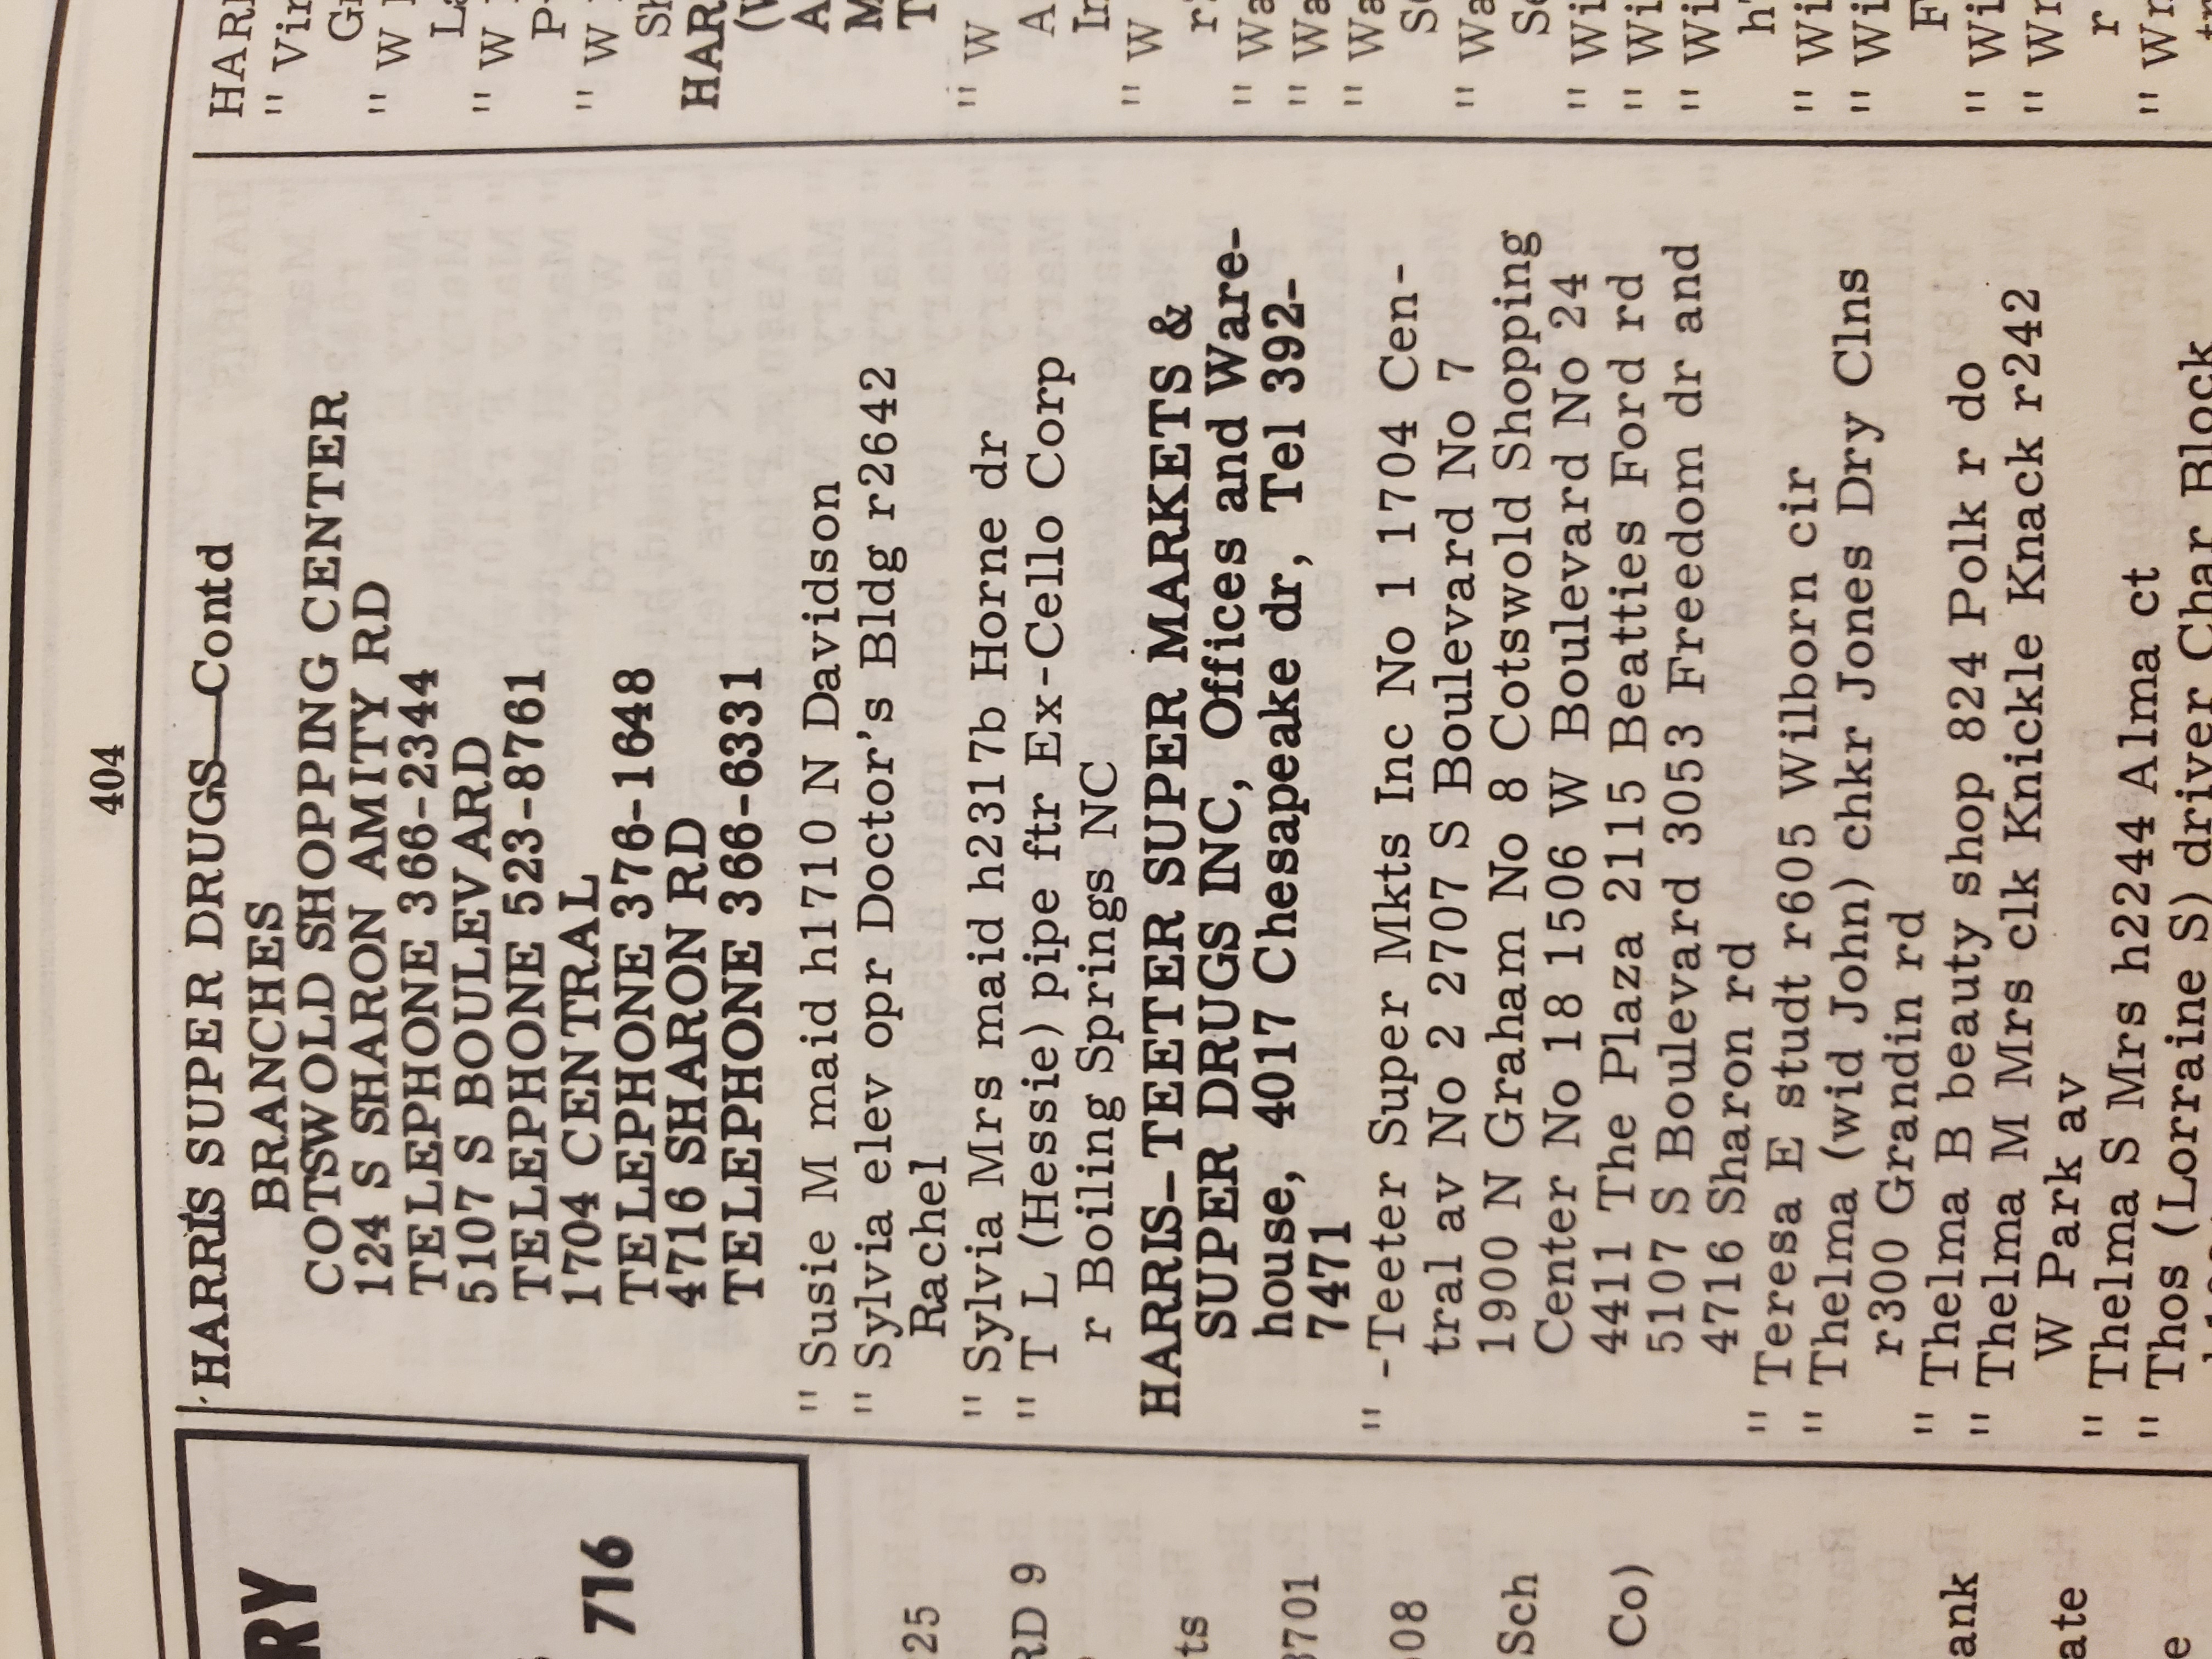 404
RY
716
25
RD 9
ts
3701
Sch
Co)
ank
ate
e
HARRIS SUPER DRUGS—Contd
BRANCHES
COTSWOLD SHOPPING CENTER
124 S SHARON AMITY RD
TELEPHONE 366-2344
5107 S BOULEVARD
TELEPHONE 523-8761
1704 CENTRAL
TELEPHONE 376-1648
4716 SHARON RD
TELEPHONE 366-6331
" Susie M maid h1710 N Davidson
" Sylvia elev opr Doctor's Bldg r2642
Rachel
" Sylvia Mrs maid h2317b Horne dr
" T L (Hessie) pipe ftr Ex-Cello Corp
r Boiling Springs NC
HARRIS-TEETER SUPER MARKETS &
SUPER DRUGS INC, Offices and Ware-
house, 4017 Chesapeake dr, Tel 392-
7471
" -Teeter Super Mkts Inc No 1 1704 Cen-
tral av No 2 2707 S Boulevard No 7
1900 N Graham No 8 Cotswold Shopping
Center No 18 1506 W Boulevard No 24
4411 The Plaza 2115 Beatties Ford rd
5107 S Boulevard 3053 Freedom dr and
4716 Sharon rd
" Teresa E studt r605 Wilborn cir
" Thelma (wid John) chkr Jones Dry Clns
r300 Grandin rd
" Thelma B beauty shop 824 Polk r do
" Thelma M Mrs clk Knickle Knack r242
W Park av
" Thelma S Mrs h2244 Alma ct
" Thos (Lorraine S) driver Char Block
HARI
" Vir
G
" W
L
" W
P
" W
Sh
HAR
(W
A
M
T
" W
A
In
" W
r
" Wa
" Wa
" Wa
S
" Wa
S
" Wi
" Wi
" Wi
h
" Wi
" Wi
F
" Wi
" Wr
r
" Wr